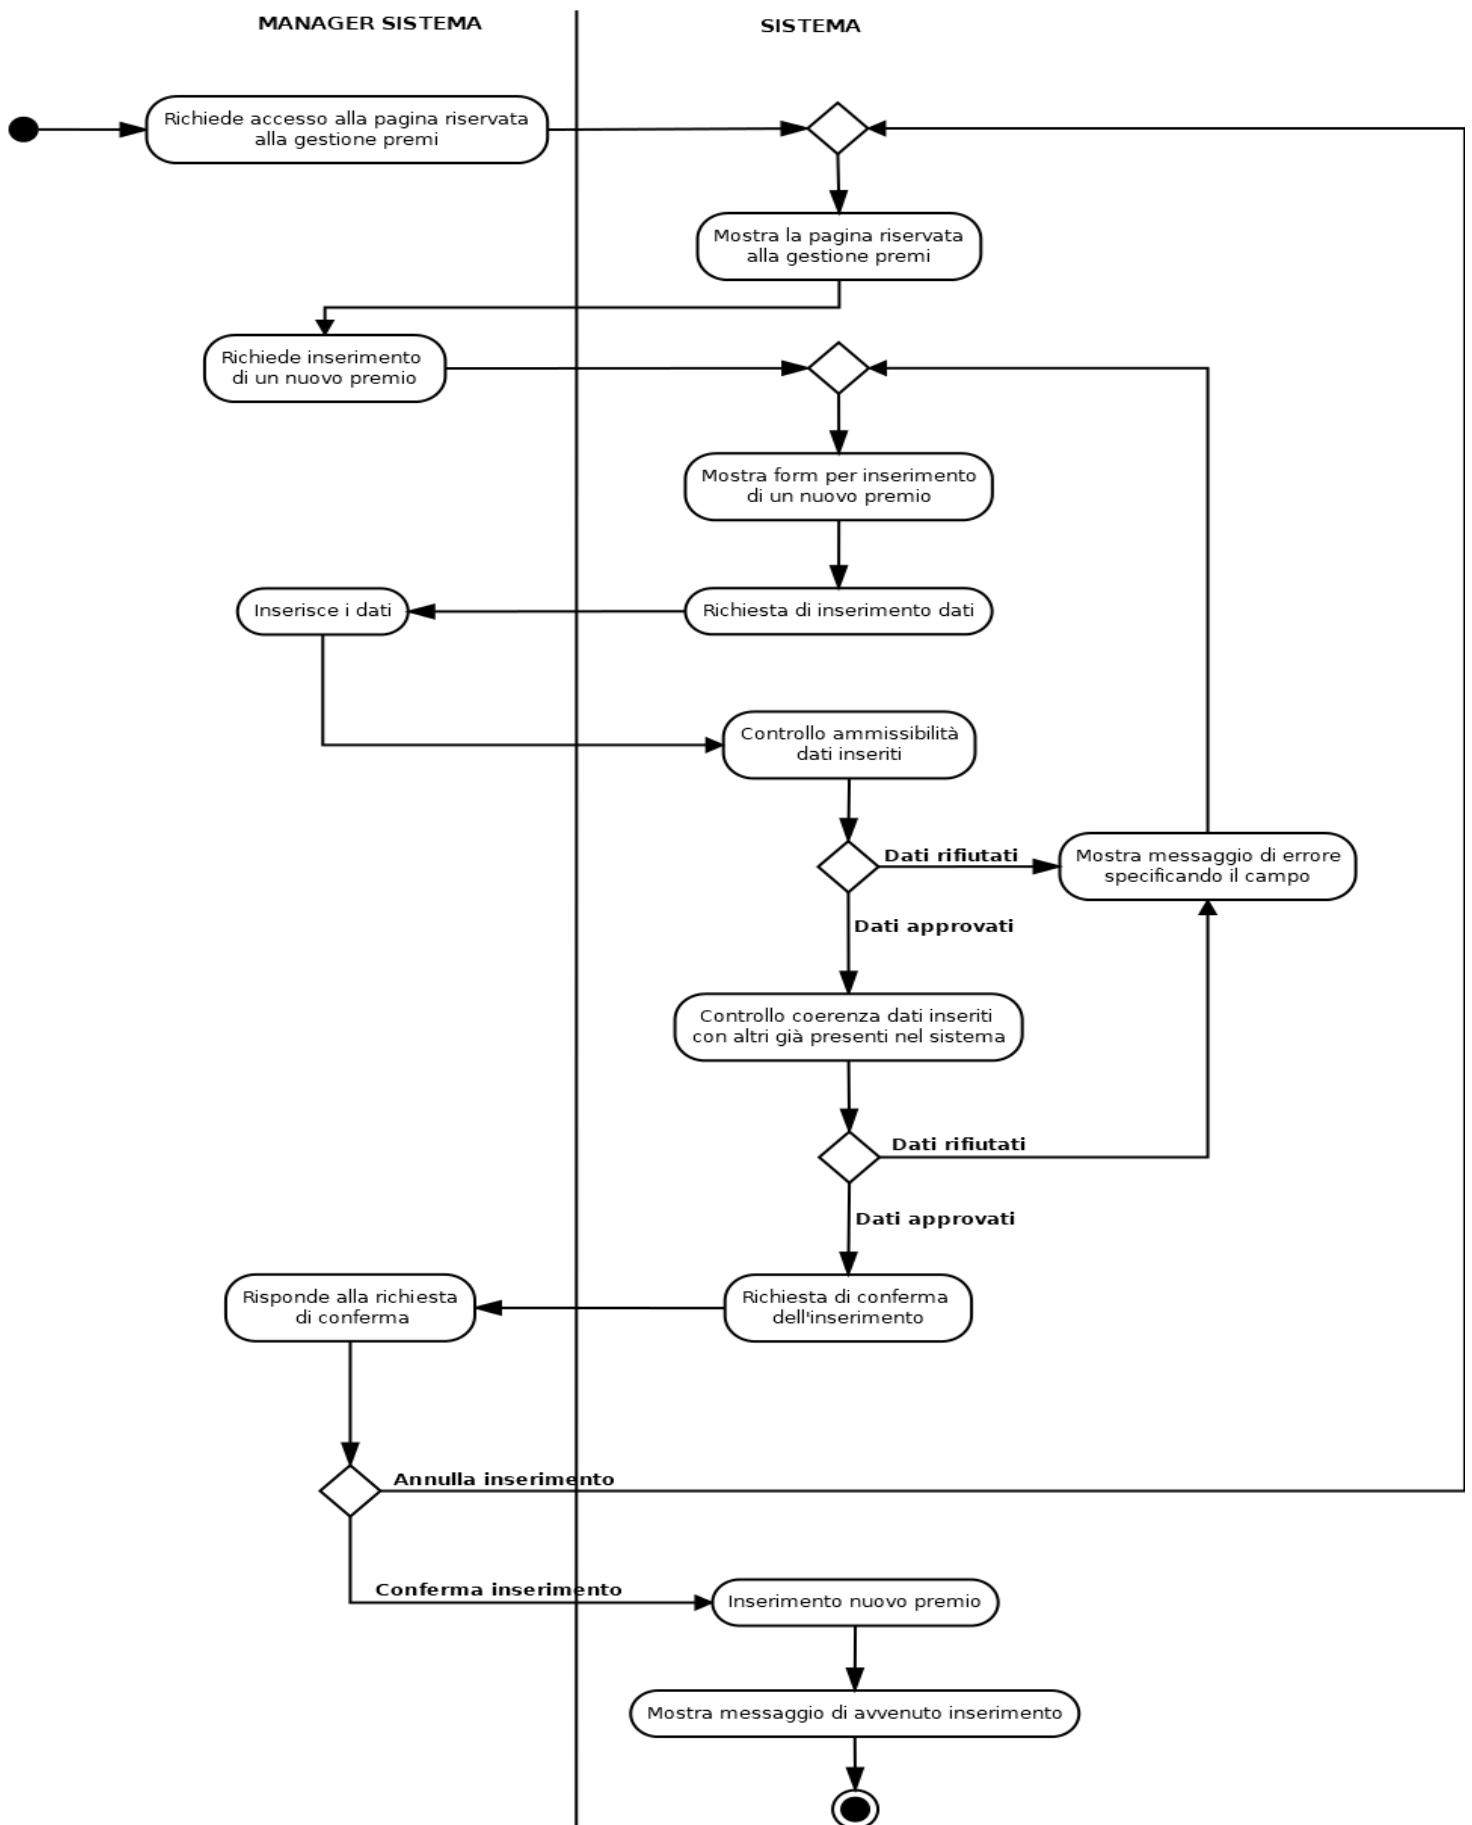 MANAGER SISTEMA
SISTEMA
Richiede accesso alla pagina riservata
alla gestione premi
Mostra la pagina riservata
alla gestione premi
Richiede inserimento
di un nuovo premio
Mostra form per inserimento
di un nuovo premio
Inserisce i dati
Richiesta di inserimento dati
Controllo ammissibilità
dati inseriti
Dati rifiutati
Mostra messaggio di errore
specificando il campo
Dati approvati
Controllo coerenza dati inseriti
con altri già presenti nel sistema
Dati rifiutati
Dati approvati
Risponde alla richiesta
di conferma
Richiesta di conferma
dell'inserimento
Annulla inserimento
Conferma inserimento
Inserimento nuovo premio
Mostra messaggio di avvenuto inserimento